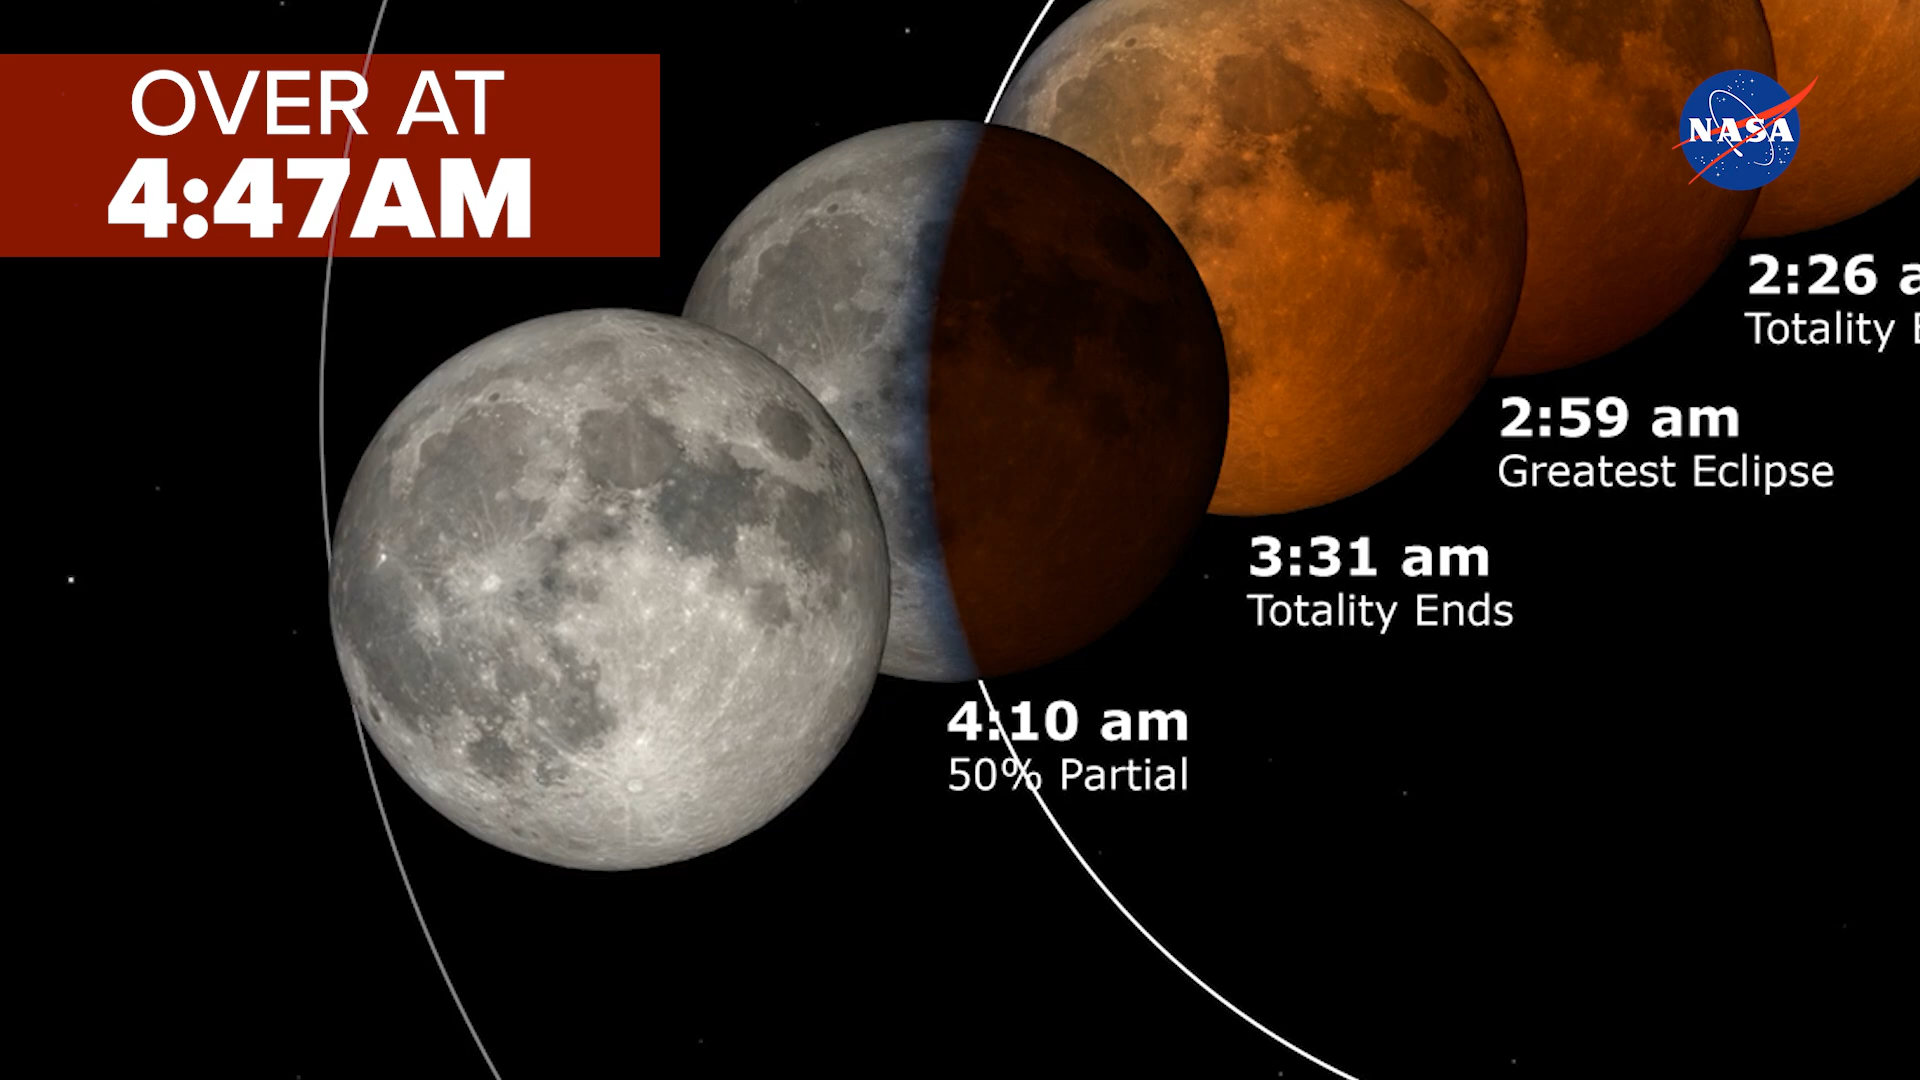 OVER AT
4:47AM
NASA
2:26 a
Totality
2:59 am
Greatest Eclipse
3:31 am
Totality Ends
4:10 am
50% Partial